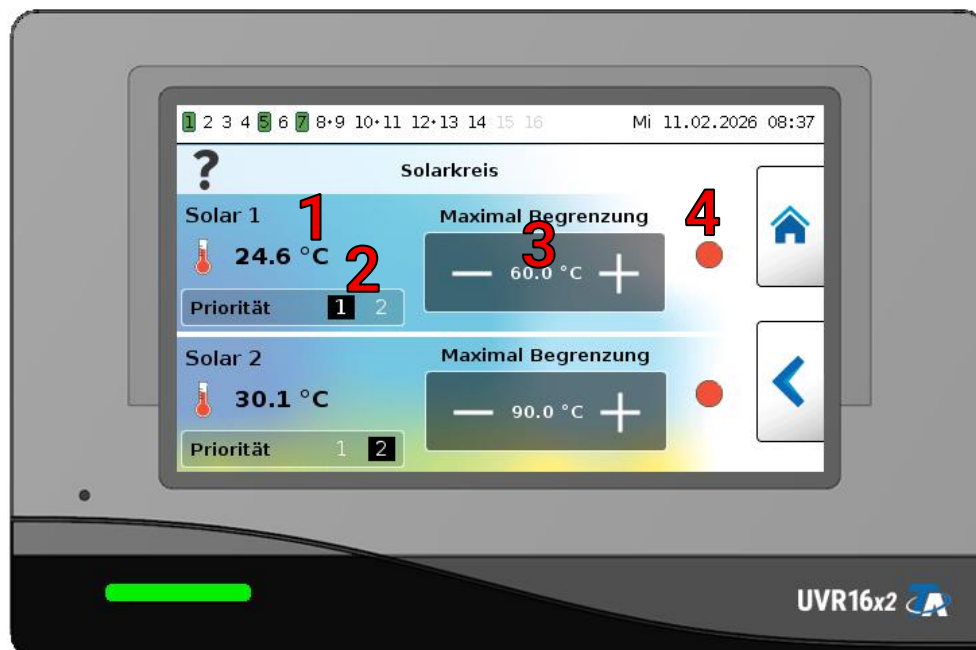 1 2 3 4 5 6 7 8•9 10•11 12•13 14 15 16 Mi 11.02.2026 08:37
? Solarkreis
Solar 1 1 Maximal Begrenzung 4
24.6 °C 2 3
60.0 °C
Priorität 1 2
Solar 2 Maximal Begrenzung
30.1 °C
90.0 °C
Priorität 1 2
UVR16x2 TA